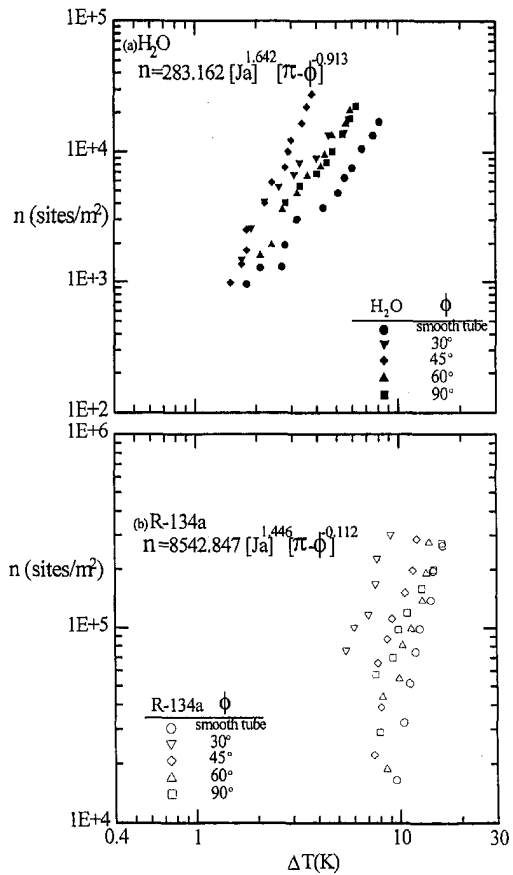 1E+5
(a)H₂O
n=283.162 [Ja]^1.642 [π-ϕ]^-0.913
1E+4
n (sites/m²)
1E+3
H₂O ϕ
smooth tube
30°
45°
60°
90°
1E+2
1E+6
(b)R-134a
n=8542.847 [Ja]^1.446 [π-ϕ]^-0.112
n (sites/m²)
1E+5
R-134a ϕ
smooth tube
30°
45°
60°
90°
1E+4
0.4 1 10 30
ΔT(K)